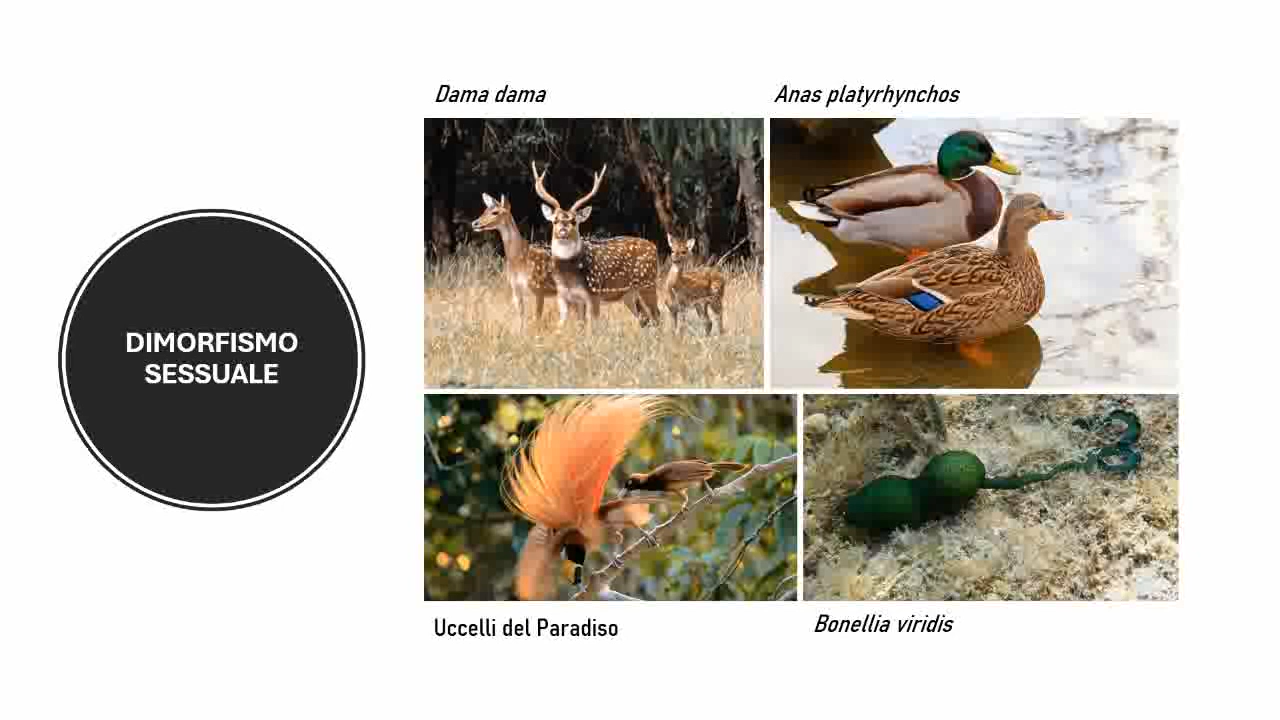 DIMORFISMO
SESSUALE
Dama dama
Anas platyrhynchos
Uccelli del Paradiso
Bonellia viridis